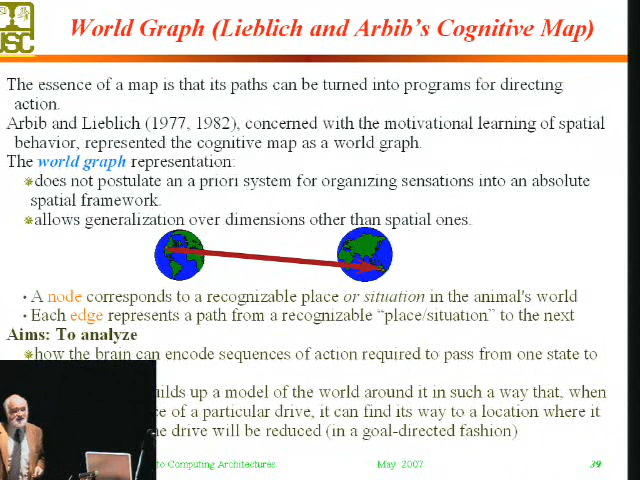 USC
World Graph (Lieblich and Arbib's Cognitive Map)
The essence of a map is that its paths can be turned into programs for directing
action.
Arbib and Lieblich (1977, 1982), concerned with the motivational learning of spatial
behavior, represented the cognitive map as a world graph.
The world graph representation:
does not postulate an a priori system for organizing sensations into an absolute
spatial framework.
allows generalization over dimensions other than spatial ones.
• A node corresponds to a recognizable place or situation in the animal's world
• Each edge represents a path from a recognizable "place/situation" to the next
Aims: To analyze
how the brain can encode sequences of action required to pass from one state to
up a model of the world around it in such a way that, when
of a particular drive, it can find its way to a location where it
drive will be reduced (in a goal-directed fashion)
to Computing Architectures
May 2007
39